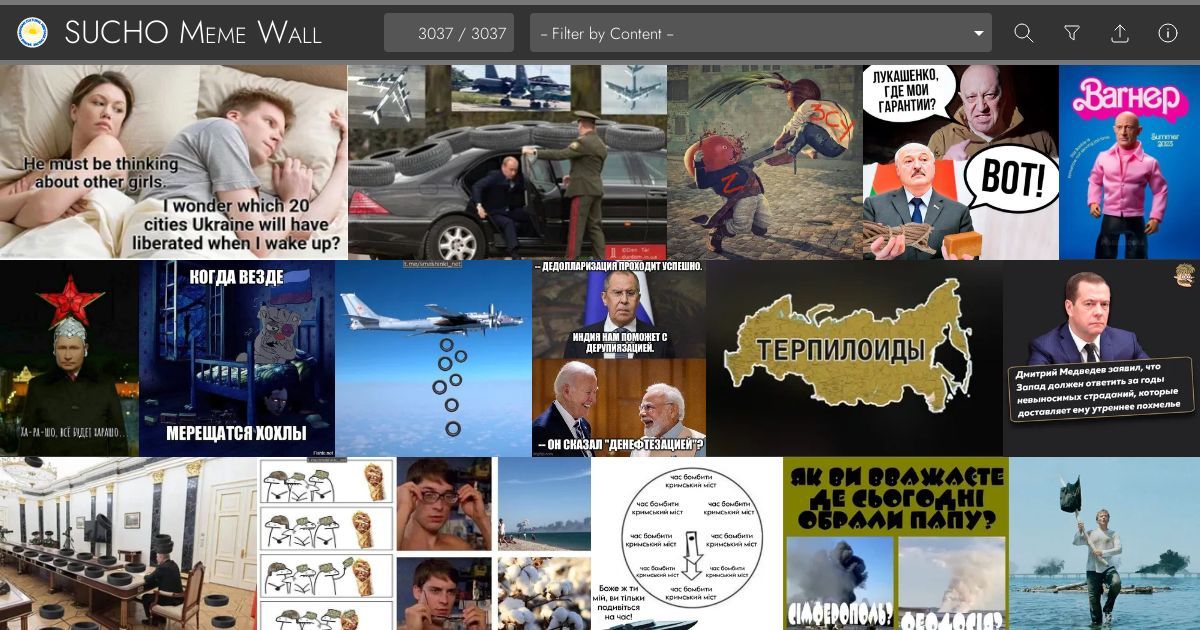 SUCHO MEME WALL
3037 / 3037
– Filter by Content –
He must be thinking
about other girls.
I wonder which 20
cities Ukraine will have
liberated when I wake up?
ЗСУ
Z
ЛУКАШЕНКО,
ГДЕ МОИ
ГАРАНТИИ?
ВОТ!
Вагнер
Summer
2023
ХА-РА-ШО, ВСЁ БУДЕТ ХАРАШО..
КОГДА ВЕЗДЕ
МЕРЕЩАТСЯ ХОХЛЫ
t.me/smashinki_net
-- ДЕДОЛЛАРИЗАЦИЯ ПРОХОДИТ УСПЕШНО.
ИНДИЯ НАМ ПОМОЖЕТ С
ДЕРУПИЯЗАЦИЕЙ.
-- ОН СКАЗАЛ "ДЕНЕФТЕЗАЦИЕЙ"?
ТЕРПИЛОИДЫ
Дмитрий Медведев заявил, что
Запад должен ответить за годы
невыносимых страданий, которые
доставляет ему утреннее похмелье
час бомбити
кримський міст
час бомбити
кримський міст
час бомбити
кримський міст
час бомбити
кримський міст
час бомбити
кримський міст
час бомбити
кримський міст
час бомбити
кримський міст
час бомбити
кримський міст
Боже ж ти
мій, ви тільки
подивіться
на час!
ЯК ВИ ВВАЖАЄТЕ
ДЕ СЬОГОДНІ
ОБРАЛИ ПАПУ?
СІМФЕРОПОЛЬ?
ФЕОДОСІЯ?